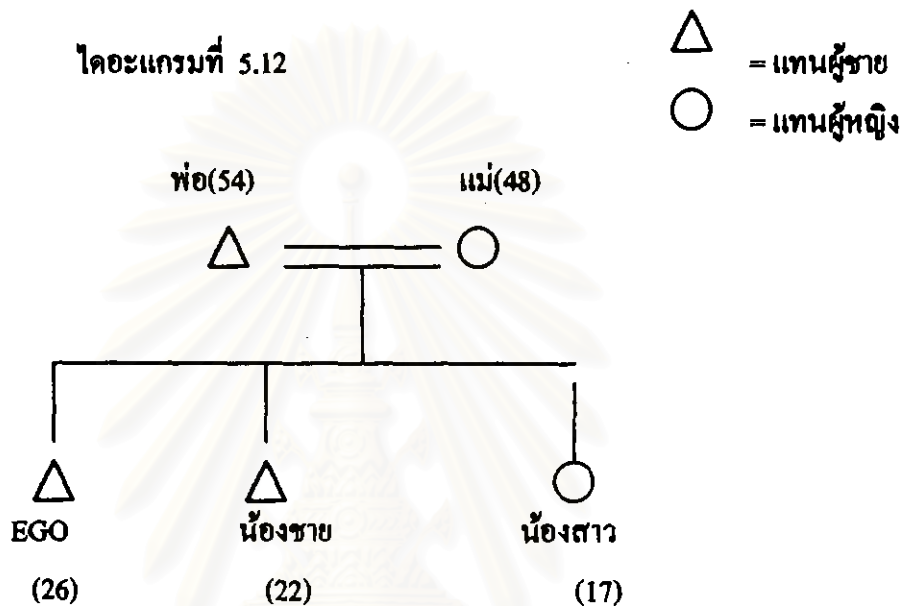 ไดอะแกรมที่ 5.12
= แทนผู้ชาย
= แทนผู้หญิง
พ่อ(54) แม่(48)
EGO น้องชาย น้องสาว
(26) (22) (17)